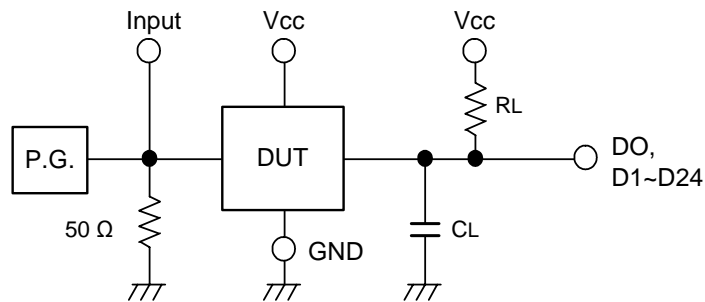 Input
Vcc
Vcc
RL
P.G.
DUT
DO,
D1~D24
50 Ω
GND
CL